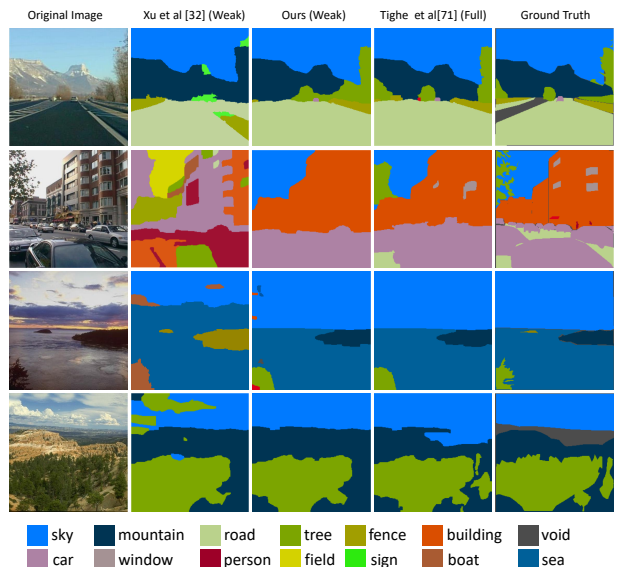 Original Image Xu et al [32] (Weak) Ours (Weak) Tighe et al[71] (Full) Ground Truth
sky mountain road tree fence building void
car window person field sign boat sea